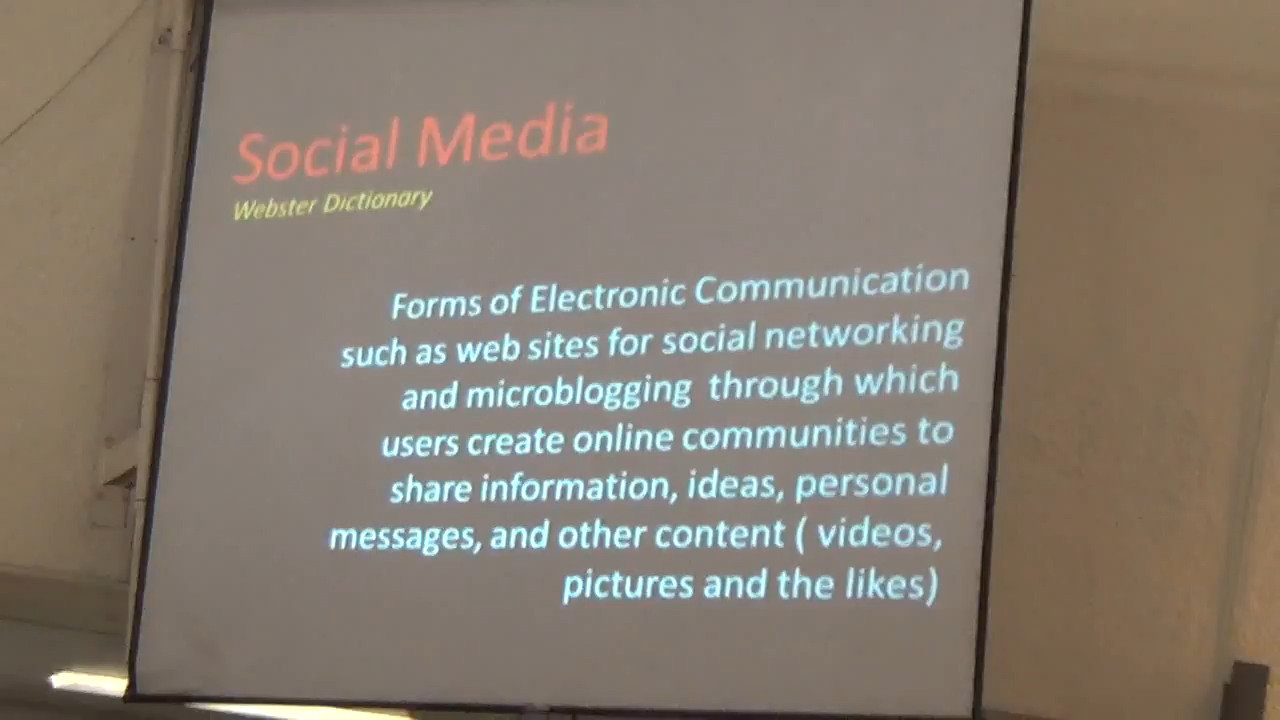 Social Media
Webster Dictionary
Forms of Electronic Communication
such as web sites for social networking
and microblogging through which
users create online communities to
share information, ideas, personal
messages, and other content ( videos,
pictures and the likes)